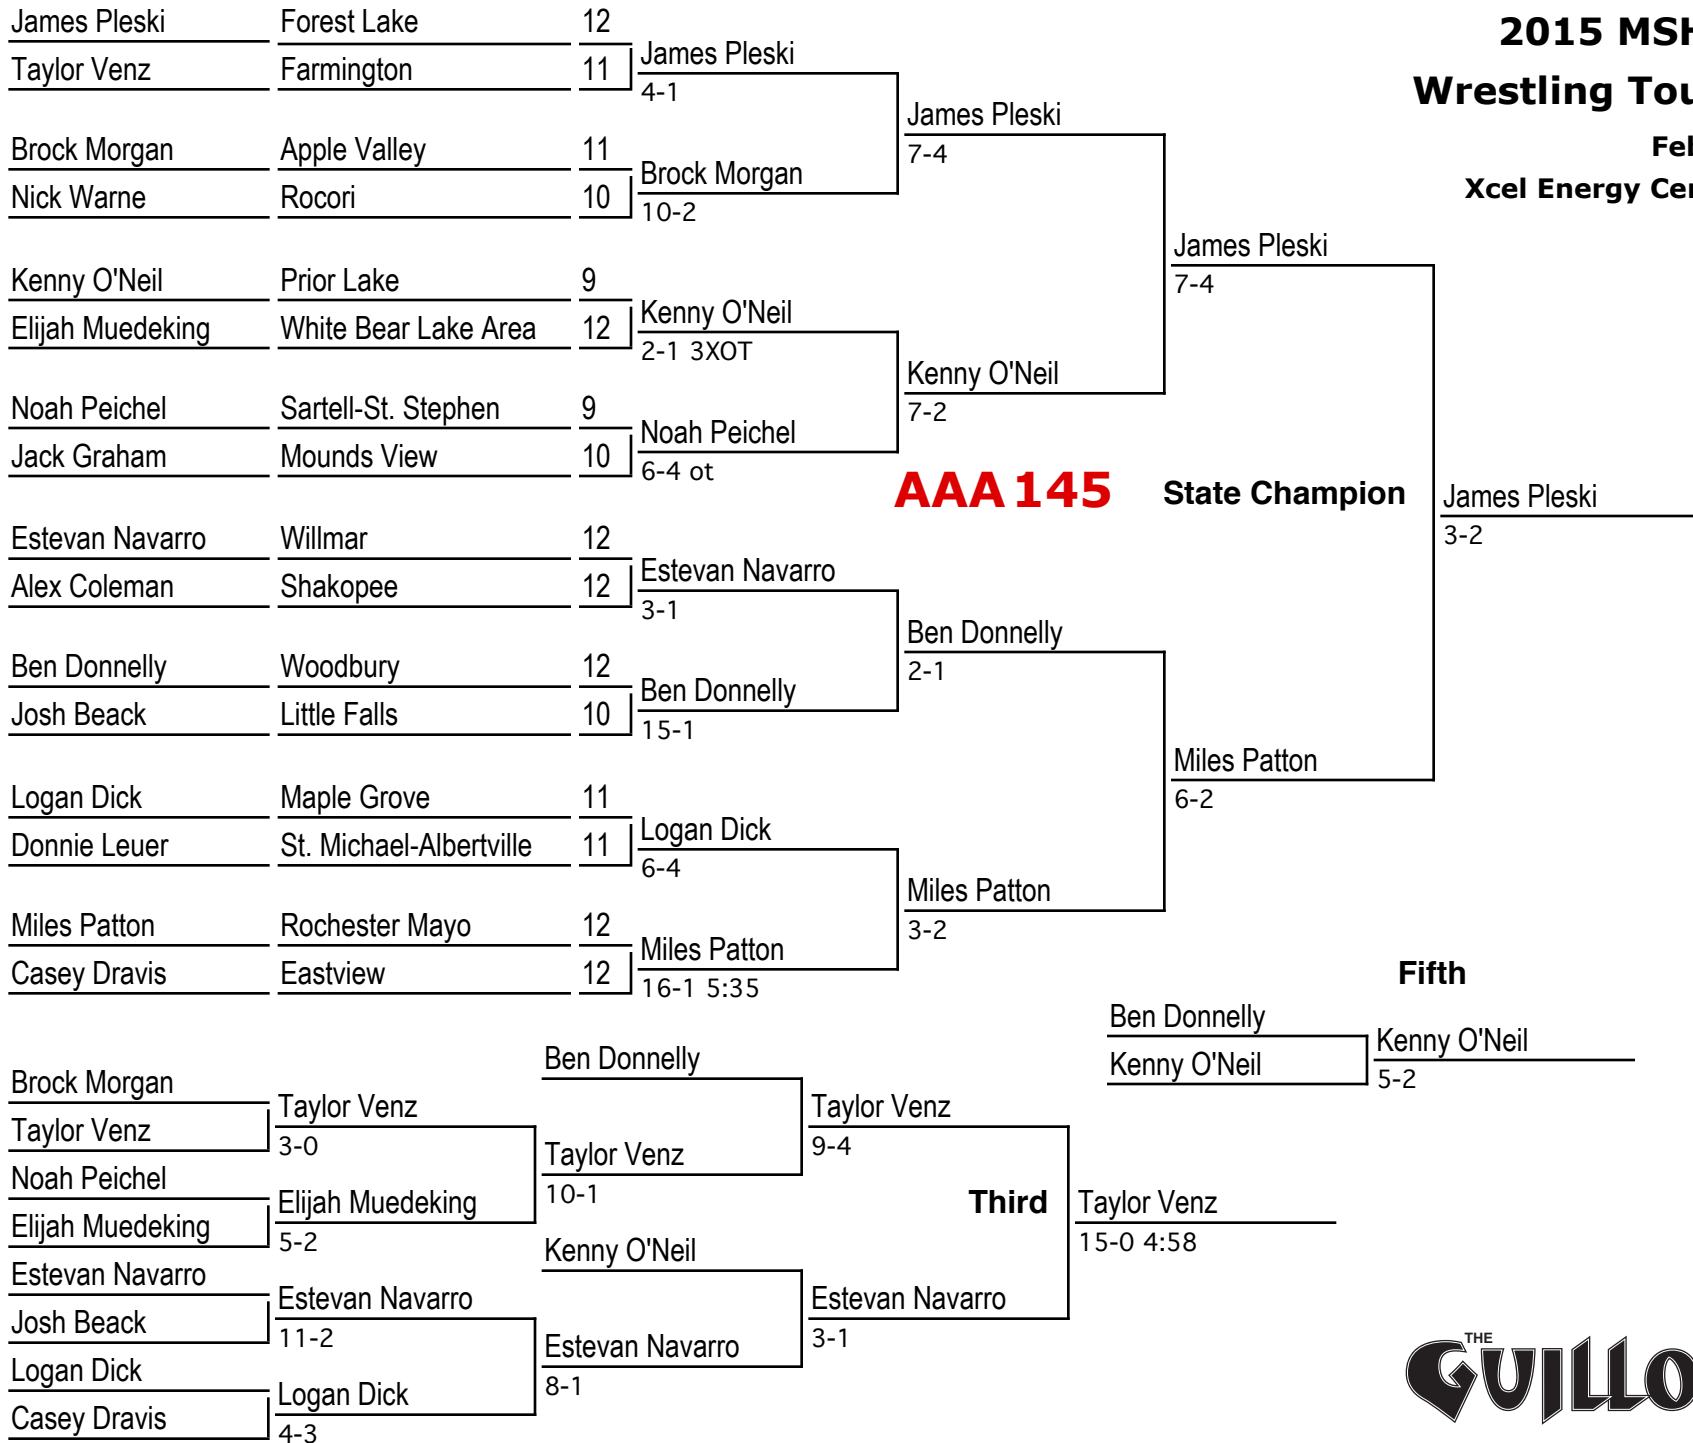 James Pleski Forest Lake 12
Taylor Venz Farmington 11
James Pleski
4-1
Brock Morgan Apple Valley 11
Nick Warne Rocori 10
Brock Morgan
10-2
James Pleski
7-4
Kenny O'Neil Prior Lake 9
Elijah Muedeking White Bear Lake Area 12
Kenny O'Neil
2-1 3XOT
Noah Peichel Sartell-St. Stephen 9
Jack Graham Mounds View 10
Noah Peichel
6-4 ot
Kenny O'Neil
7-2
James Pleski
7-4
Estevan Navarro Willmar 12
Alex Coleman Shakopee 12
Estevan Navarro
3-1
Ben Donnelly Woodbury 12
Josh Beack Little Falls 10
Ben Donnelly
15-1
Ben Donnelly
2-1
Logan Dick Maple Grove 11
Donnie Leuer St. Michael-Albertville 11
Logan Dick
6-4
Miles Patton Rochester Mayo 12
Casey Dravis Eastview 12
Miles Patton
16-1 5:35
Miles Patton
3-2
Miles Patton
6-2
2015 MSH
Wrestling Tou
Feb
Xcel Energy Cen
AAA 145
State Champion
James Pleski
3-2
Fifth
Ben Donnelly
Kenny O'Neil
Kenny O'Neil
5-2
Brock Morgan
Taylor Venz
Taylor Venz
3-0
Noah Peichel
Elijah Muedeking
Elijah Muedeking
5-2
Estevan Navarro
Josh Beack
Estevan Navarro
11-2
Logan Dick
Casey Dravis
Logan Dick
4-3
Ben Donnelly
Taylor Venz
10-1
Kenny O'Neil
Estevan Navarro
8-1
Taylor Venz
9-4
Estevan Navarro
3-1
Third
Taylor Venz
15-0 4:58
THE
GUILLO